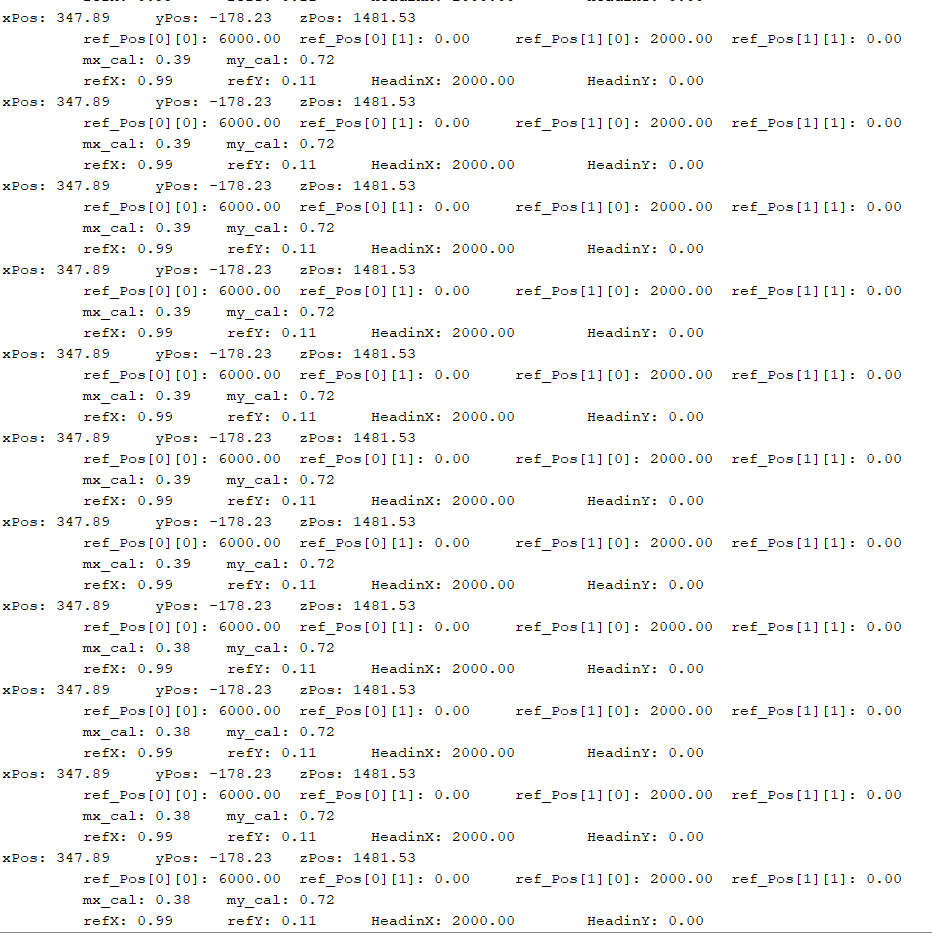 xPos: 347.89 yPos: -178.23 zPos: 1481.53
ref_Pos[0][0]: 6000.00 ref_Pos[0][1]: 0.00 ref_Pos[1][0]: 2000.00 ref_Pos[1][1]: 0.00
mx_cal: 0.39 my_cal: 0.72
refX: 0.99 refY: 0.11 HeadinX: 2000.00 HeadinY: 0.00
xPos: 347.89 yPos: -178.23 zPos: 1481.53
ref_Pos[0][0]: 6000.00 ref_Pos[0][1]: 0.00 ref_Pos[1][0]: 2000.00 ref_Pos[1][1]: 0.00
mx_cal: 0.39 my_cal: 0.72
refX: 0.99 refY: 0.11 HeadinX: 2000.00 HeadinY: 0.00
xPos: 347.89 yPos: -178.23 zPos: 1481.53
ref_Pos[0][0]: 6000.00 ref_Pos[0][1]: 0.00 ref_Pos[1][0]: 2000.00 ref_Pos[1][1]: 0.00
mx_cal: 0.39 my_cal: 0.72
refX: 0.99 refY: 0.11 HeadinX: 2000.00 HeadinY: 0.00
xPos: 347.89 yPos: -178.23 zPos: 1481.53
ref_Pos[0][0]: 6000.00 ref_Pos[0][1]: 0.00 ref_Pos[1][0]: 2000.00 ref_Pos[1][1]: 0.00
mx_cal: 0.39 my_cal: 0.72
refX: 0.99 refY: 0.11 HeadinX: 2000.00 HeadinY: 0.00
xPos: 347.89 yPos: -178.23 zPos: 1481.53
ref_Pos[0][0]: 6000.00 ref_Pos[0][1]: 0.00 ref_Pos[1][0]: 2000.00 ref_Pos[1][1]: 0.00
mx_cal: 0.39 my_cal: 0.72
refX: 0.99 refY: 0.11 HeadinX: 2000.00 HeadinY: 0.00
xPos: 347.89 yPos: -178.23 zPos: 1481.53
ref_Pos[0][0]: 6000.00 ref_Pos[0][1]: 0.00 ref_Pos[1][0]: 2000.00 ref_Pos[1][1]: 0.00
mx_cal: 0.39 my_cal: 0.72
refX: 0.99 refY: 0.11 HeadinX: 2000.00 HeadinY: 0.00
xPos: 347.89 yPos: -178.23 zPos: 1481.53
ref_Pos[0][0]: 6000.00 ref_Pos[0][1]: 0.00 ref_Pos[1][0]: 2000.00 ref_Pos[1][1]: 0.00
mx_cal: 0.39 my_cal: 0.72
refX: 0.99 refY: 0.11 HeadinX: 2000.00 HeadinY: 0.00
xPos: 347.89 yPos: -178.23 zPos: 1481.53
ref_Pos[0][0]: 6000.00 ref_Pos[0][1]: 0.00 ref_Pos[1][0]: 2000.00 ref_Pos[1][1]: 0.00
mx_cal: 0.38 my_cal: 0.72
refX: 0.99 refY: 0.11 HeadinX: 2000.00 HeadinY: 0.00
xPos: 347.89 yPos: -178.23 zPos: 1481.53
ref_Pos[0][0]: 6000.00 ref_Pos[0][1]: 0.00 ref_Pos[1][0]: 2000.00 ref_Pos[1][1]: 0.00
mx_cal: 0.38 my_cal: 0.72
refX: 0.99 refY: 0.11 HeadinX: 2000.00 HeadinY: 0.00
xPos: 347.89 yPos: -178.23 zPos: 1481.53
ref_Pos[0][0]: 6000.00 ref_Pos[0][1]: 0.00 ref_Pos[1][0]: 2000.00 ref_Pos[1][1]: 0.00
mx_cal: 0.38 my_cal: 0.72
refX: 0.99 refY: 0.11 HeadinX: 2000.00 HeadinY: 0.00
xPos: 347.89 yPos: -178.23 zPos: 1481.53
ref_Pos[0][0]: 6000.00 ref_Pos[0][1]: 0.00 ref_Pos[1][0]: 2000.00 ref_Pos[1][1]: 0.00
mx_cal: 0.38 my_cal: 0.72
refX: 0.99 refY: 0.11 HeadinX: 2000.00 HeadinY: 0.00